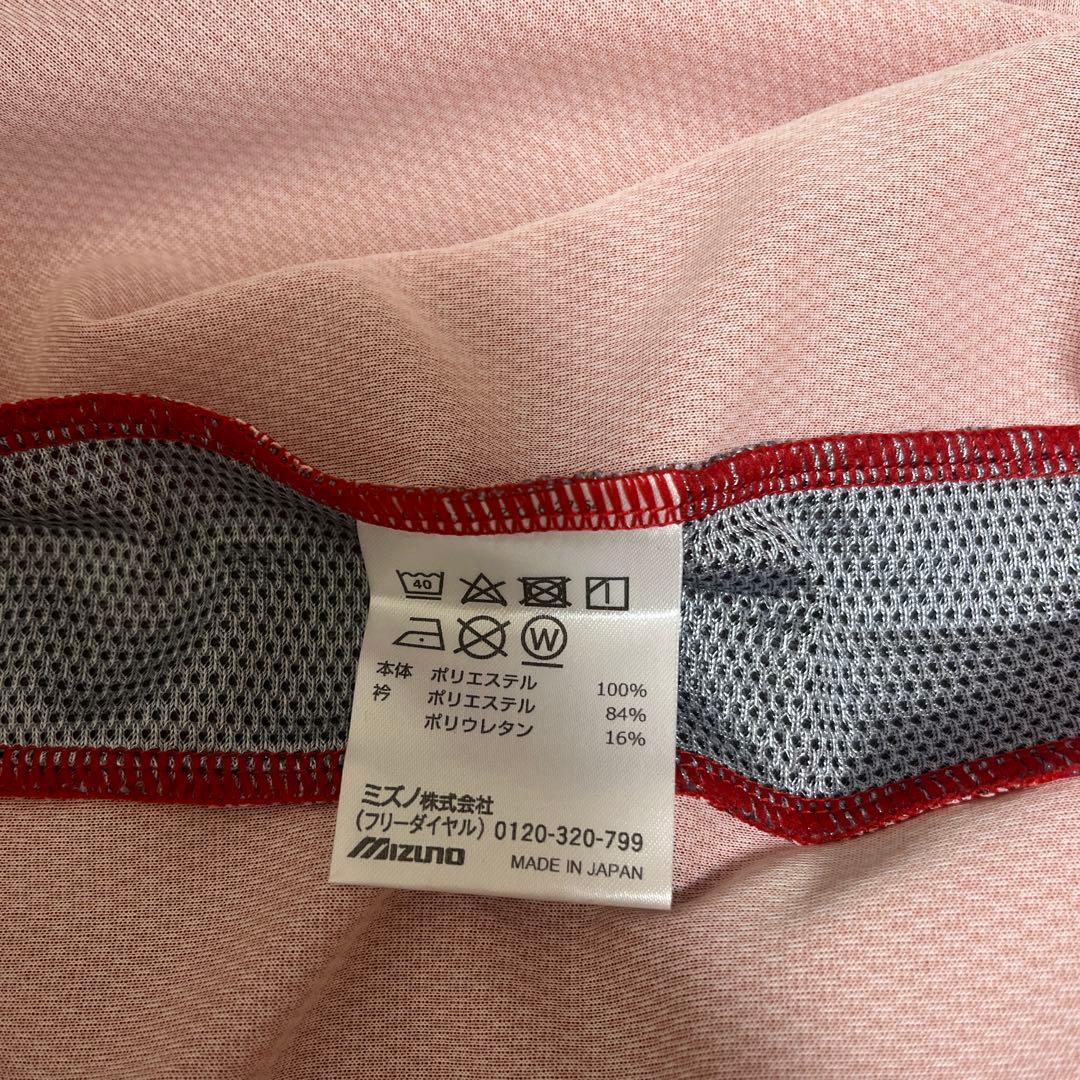 40
W
本体 ポリエステル 100%
衿 ポリエステル 84%
ポリウレタン 16%
ミズノ株式会社
(フリーダイヤル) 0120-320-799
MIZUNO MADE IN JAPAN